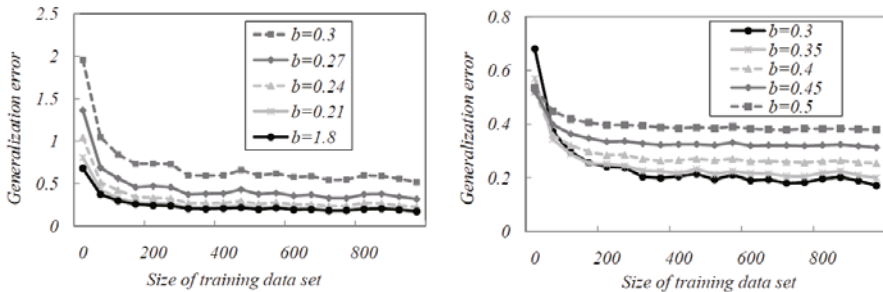 2.5
2
1.5
1
0.5
0
Generalization error
b=0.3
b=0.27
b=0.24
b=0.21
b=1.8
0 200 400 600 800
Size of training data set
0.8
0.6
0.4
0.2
0
Generalization error
b=0.3
b=0.35
b=0.4
b=0.45
b=0.5
0 200 400 600 800
Size of training data set